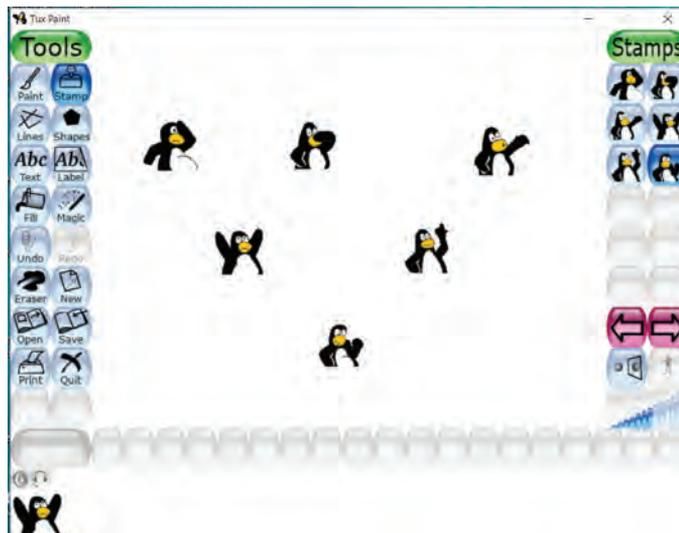 Tux Paint
Tools
Stamps
Paint Stamp
Lines Shapes
Abc Abc
Text Label
Fill Magic
Undo Redo
Eraser New
Open Save
Print Quit